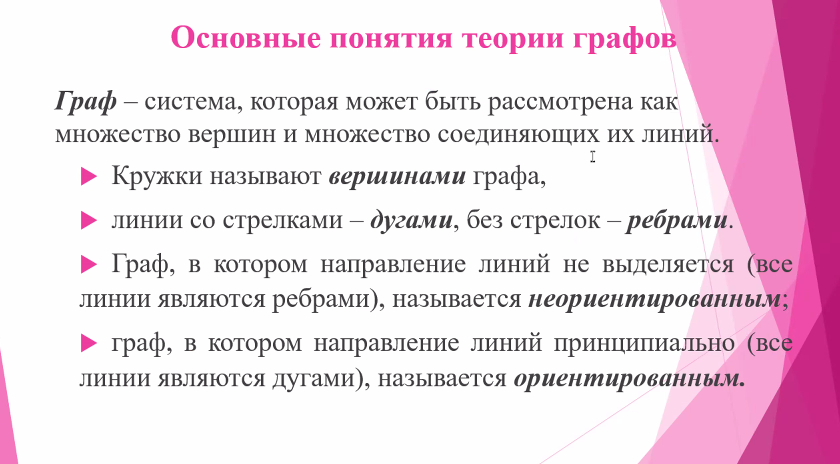 Основные понятия теории графов
Граф – система, которая может быть рассмотрена как
множество вершин и множество соединяющих их линий.
Кружки называют вершинами графа,
линии со стрелками – дугами, без стрелок – ребрами.
Граф, в котором направление линий не выделяется (все
линии являются ребрами), называется неориентированным;
граф, в котором направление линий принципиально (все
линии являются дугами), называется ориентированным.